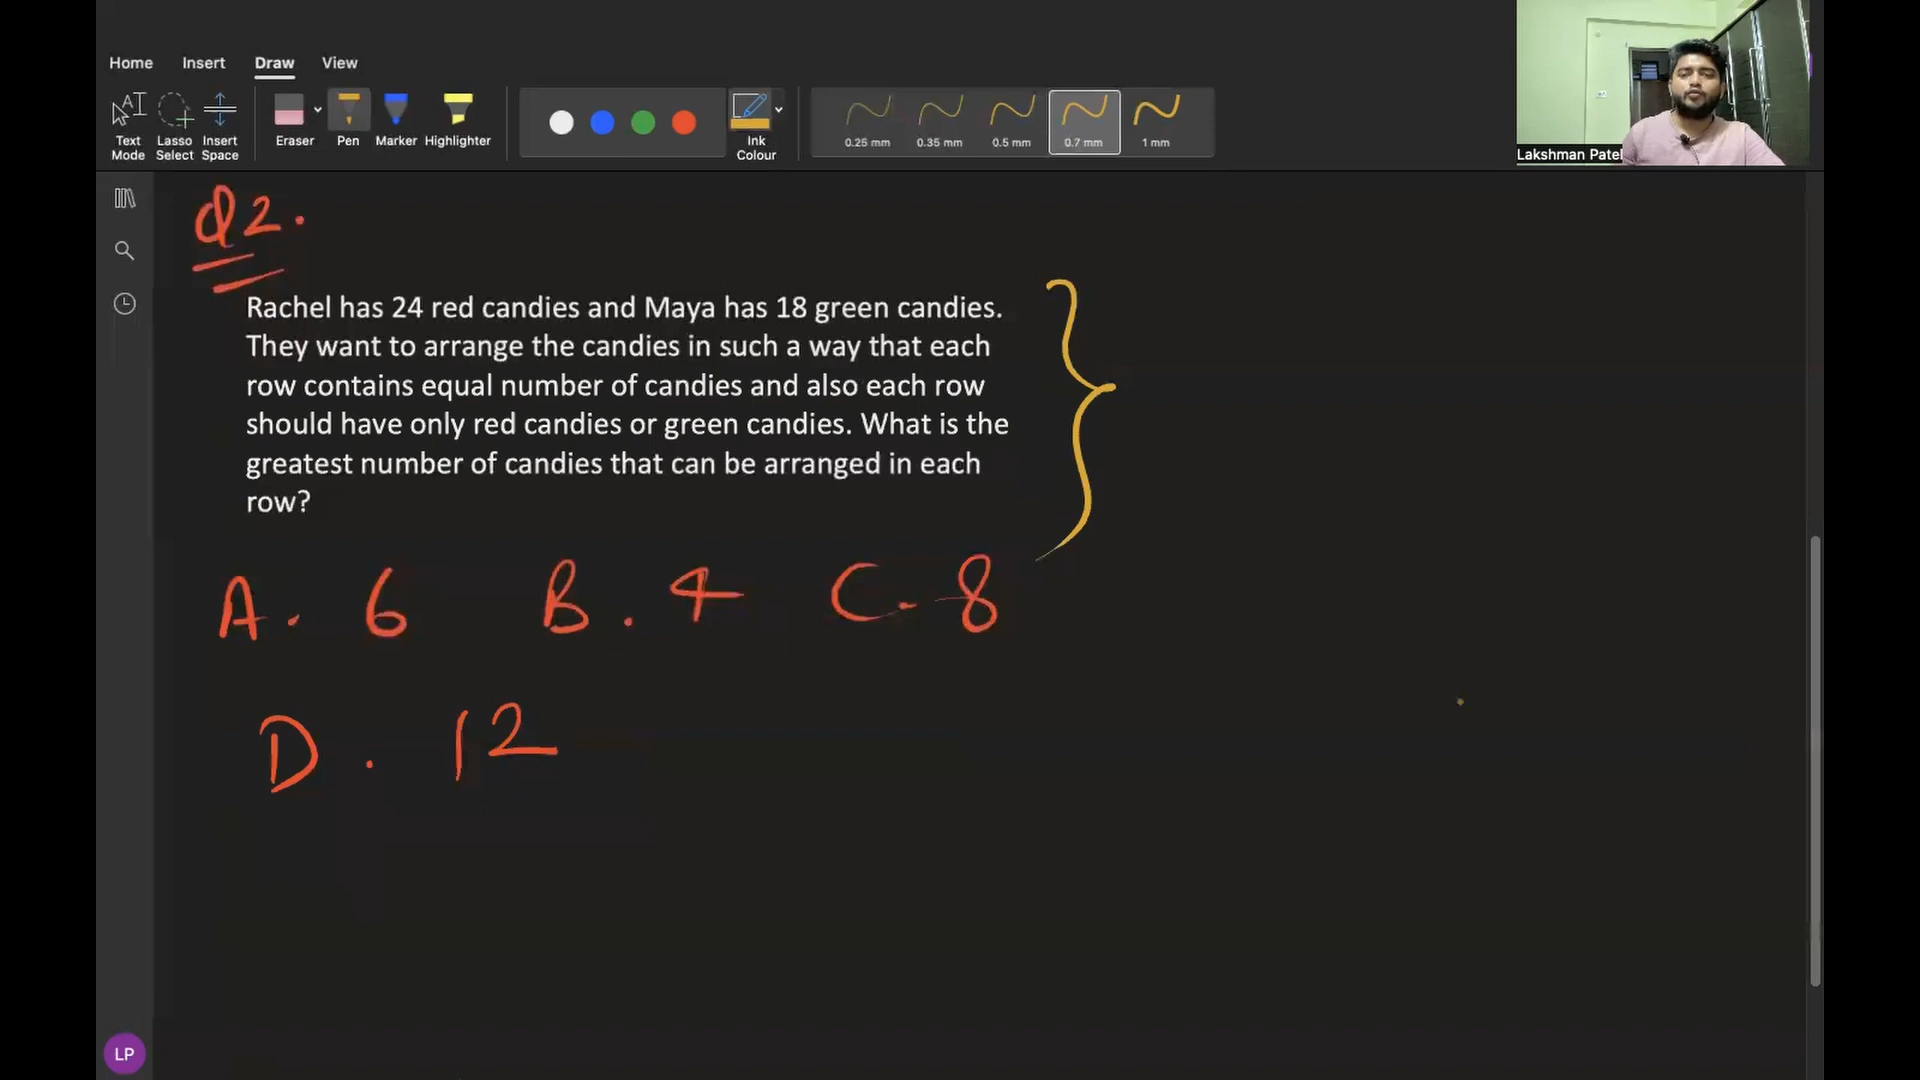 Home Insert Draw View
Text Mode Lasso Select Insert Space Eraser Pen Marker Highlighter Ink Colour 0.25 mm 0.35 mm 0.5 mm 0.7 mm 1 mm
Lakshman Patel
Q2.
Rachel has 24 red candies and Maya has 18 green candies.
They want to arrange the candies in such a way that each
row contains equal number of candies and also each row
should have only red candies or green candies. What is the
greatest number of candies that can be arranged in each
row?
A. 6 B. 4 C. 8
D. 12
LP